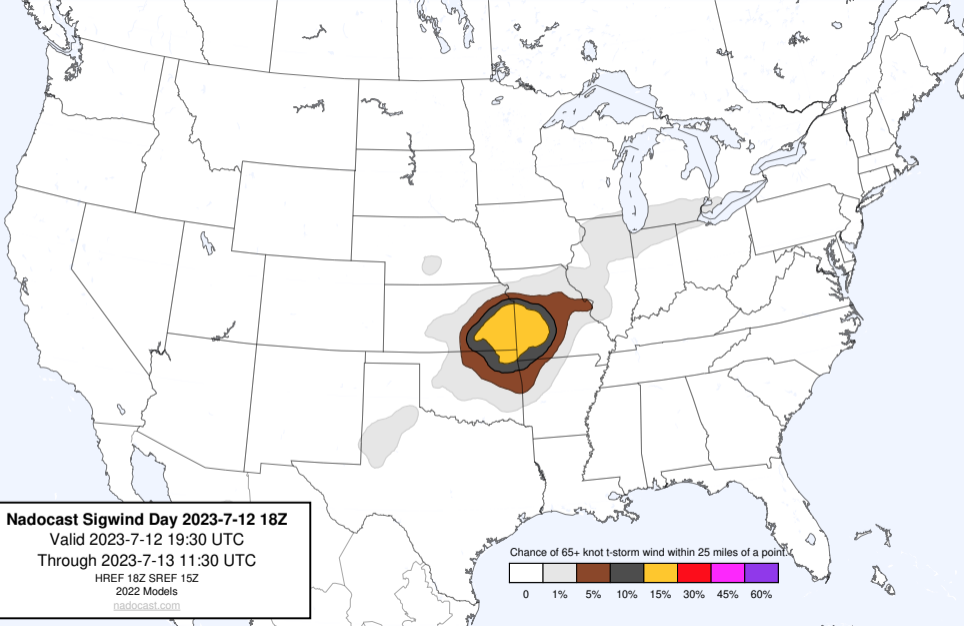 Nadocast Sigwind Day 2023-7-12 18Z
Valid 2023-7-12 19:30 UTC
Through 2023-7-13 11:30 UTC
HREF 18Z SREF 15Z
2022 Models
nadocast.com
Chance of 65+ knot t-storm wind within 25 miles of a point.
0 1% 5% 10% 15% 30% 45% 60%